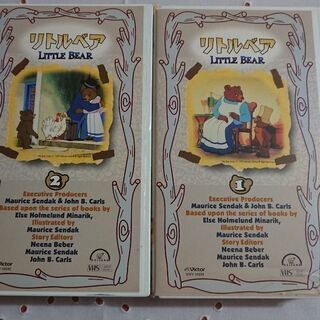 リトルベア
LITTLE BEAR
2
Executive Producers
Maurice Sendak & John B. Carls
Based upon the series of books by
Else Holmelund Minarik,
Illustrated by
Maurice Sendak
Story Editors
Neena Beber
Maurice Sendak
John B. Carls
Victor
VHS
リトルベア
LITTLE BEAR
1
Executive Producers
Maurice Sendak & John B. Carls
Based upon the series of books by
Else Holmelund Minarik,
Illustrated by
Maurice Sendak
Story Editors
Neena Beber
Maurice Sendak
John B. Carls
Victor
VHS